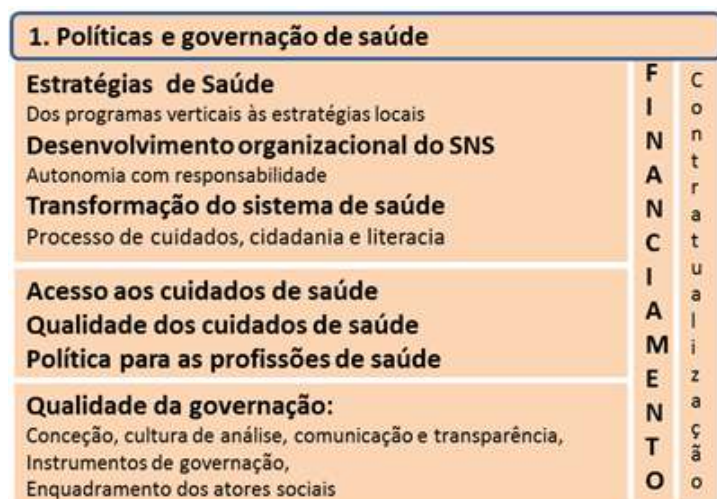 1. Políticas e governação de saúde
Estratégias de Saúde
Dos programas verticais às estratégias locais
Desenvolvimento organizacional do SNS
Autonomia com responsabilidade
Transformação do sistema de saúde
Processo de cuidados, cidadania e literacia
Acesso aos cuidados de saúde
Qualidade dos cuidados de saúde
Política para as profissões de saúde
Qualidade da governação:
Conceção, cultura de análise, comunicação e transparência,
Instrumentos de governação,
Enquadramento dos atores sociais
FINANCIAMENTO
Contratualização